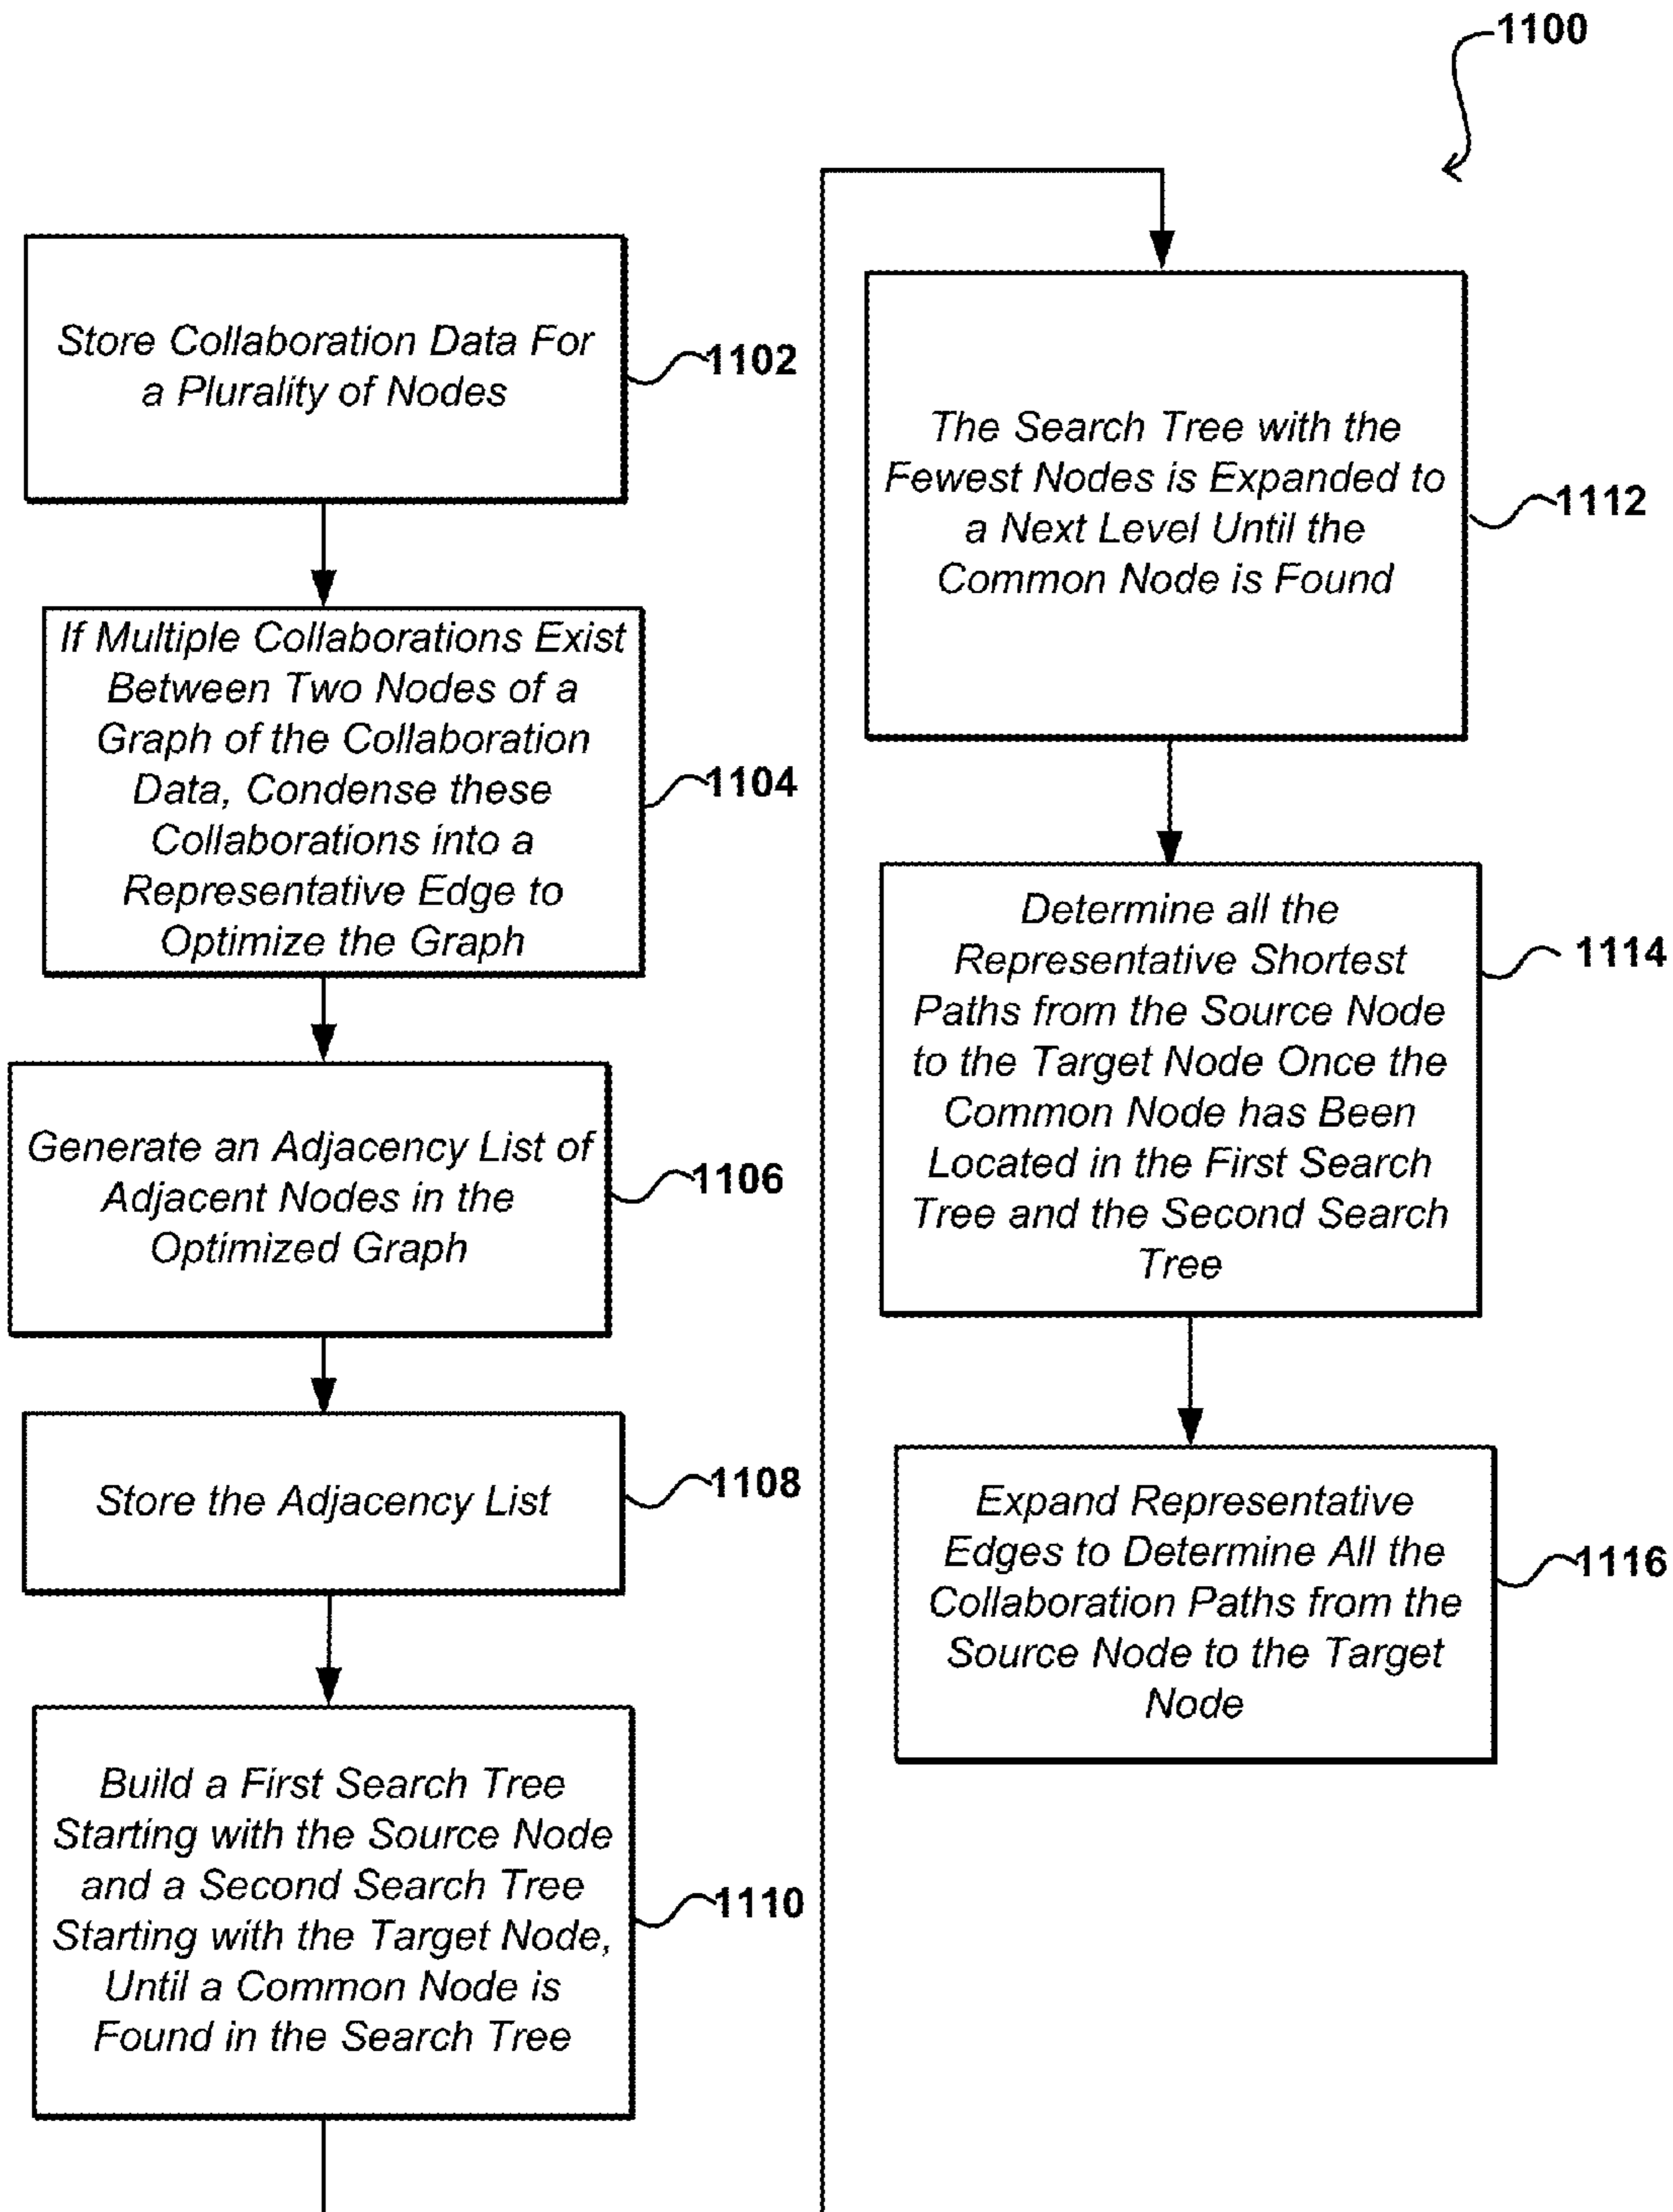 1100
Store Collaboration Data For
a Plurality of Nodes
1102
If Multiple Collaborations Exist
Between Two Nodes of a
Graph of the Collaboration
Data, Condense these
Collaborations into a
Representative Edge to
Optimize the Graph
1104
Generate an Adjacency List of
Adjacent Nodes in the
Optimized Graph
1106
Store the Adjacency List
1108
Build a First Search Tree
Starting with the Source Node
and a Second Search Tree
Starting with the Target Node,
Until a Common Node is
Found in the Search Tree
1110
The Search Tree with the
Fewest Nodes is Expanded to
a Next Level Until the
Common Node is Found
1112
Determine all the
Representative Shortest
Paths from the Source Node
to the Target Node Once the
Common Node has Been
Located in the First Search
Tree and the Second Search
Tree
1114
Expand Representative
Edges to Determine All the
Collaboration Paths from the
Source Node to the Target
Node
1116